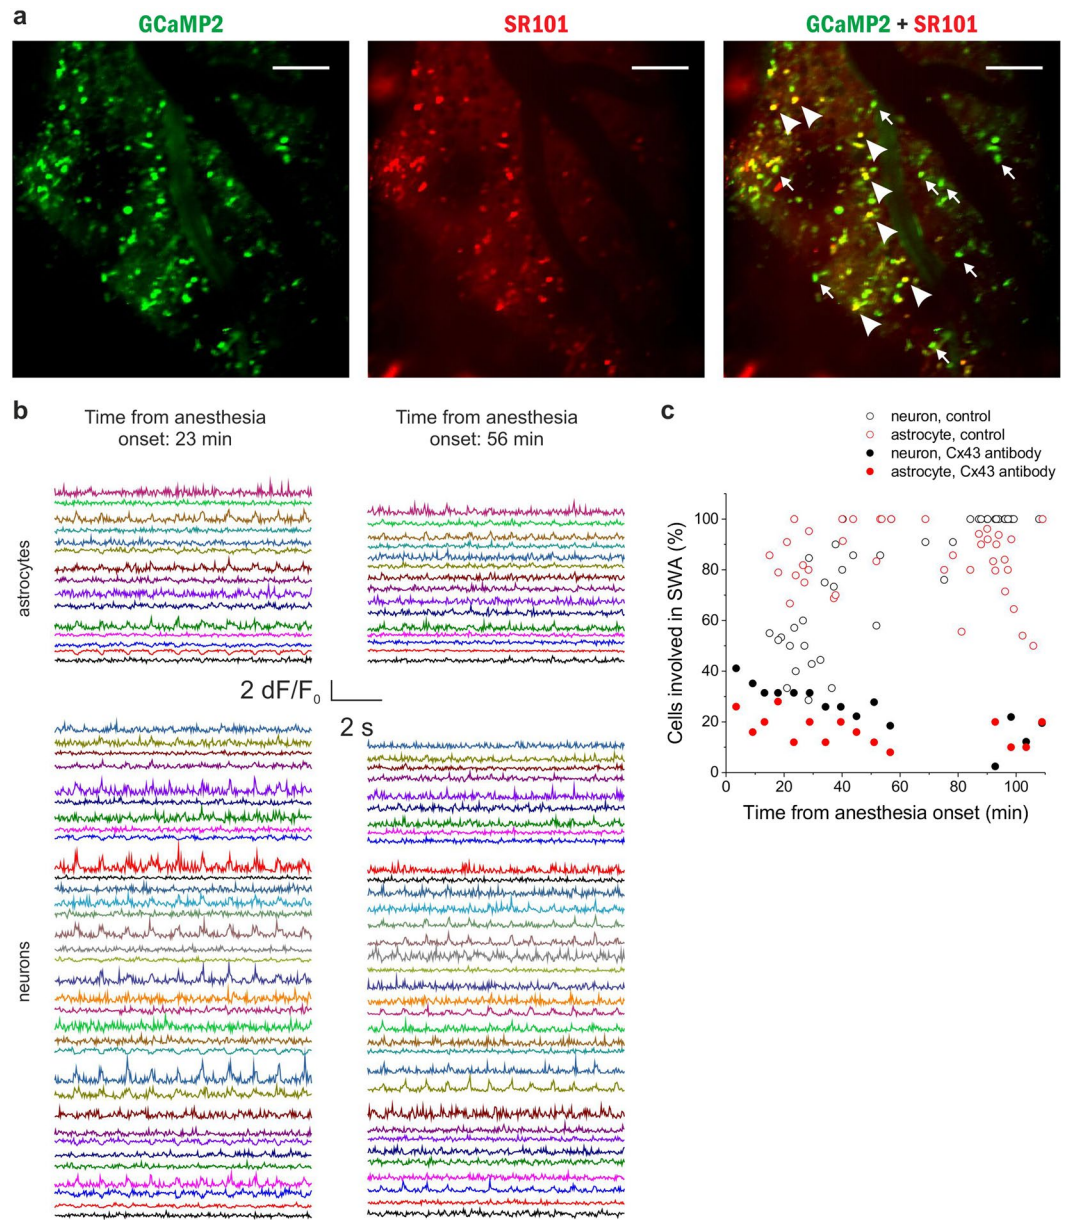 a
GCaMP2
SR101
GCaMP2 + SR101
b
Time from anesthesia
onset: 23 min
Time from anesthesia
onset: 56 min
astrocytes
2 dF/F0
2 s
neurons
c
neuron, control
astrocyte, control
neuron, Cx43 antibody
astrocyte, Cx43 antibody
Cells involved in SWA (%)
100
80
60
40
20
0
0 20 40 60 80 100
Time from anesthesia onset (min)